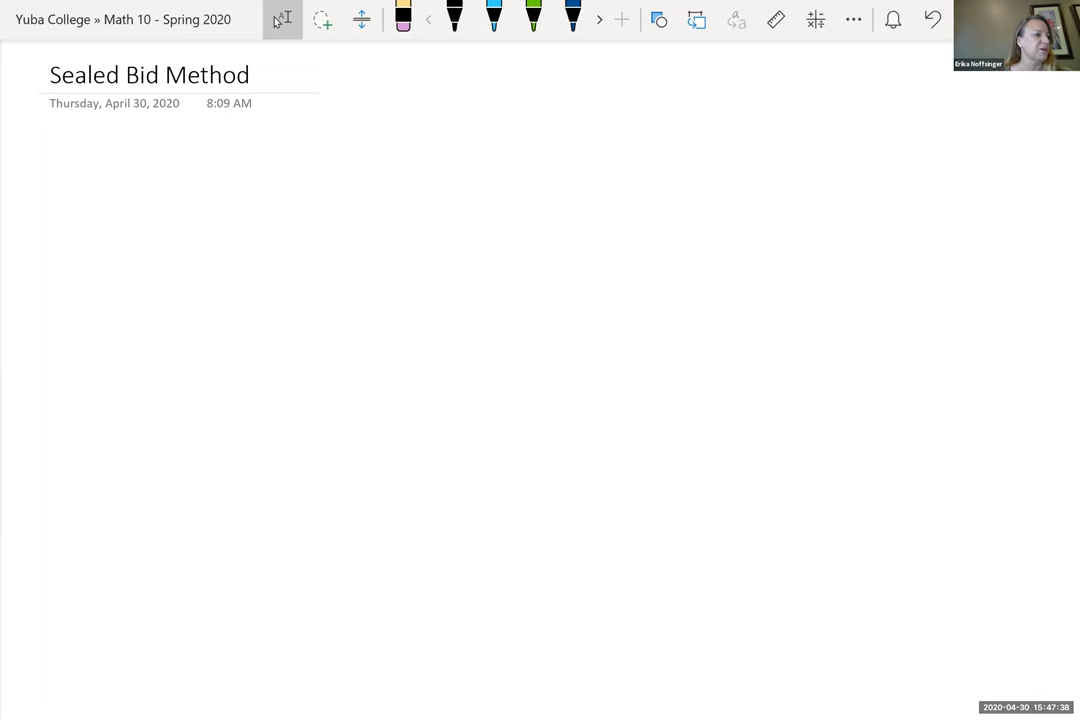 Yuba College » Math 10 - Spring 2020
Erika Noffsinger
Sealed Bid Method
Thursday, April 30, 2020 8:09 AM
2020-04-30 15:47:38